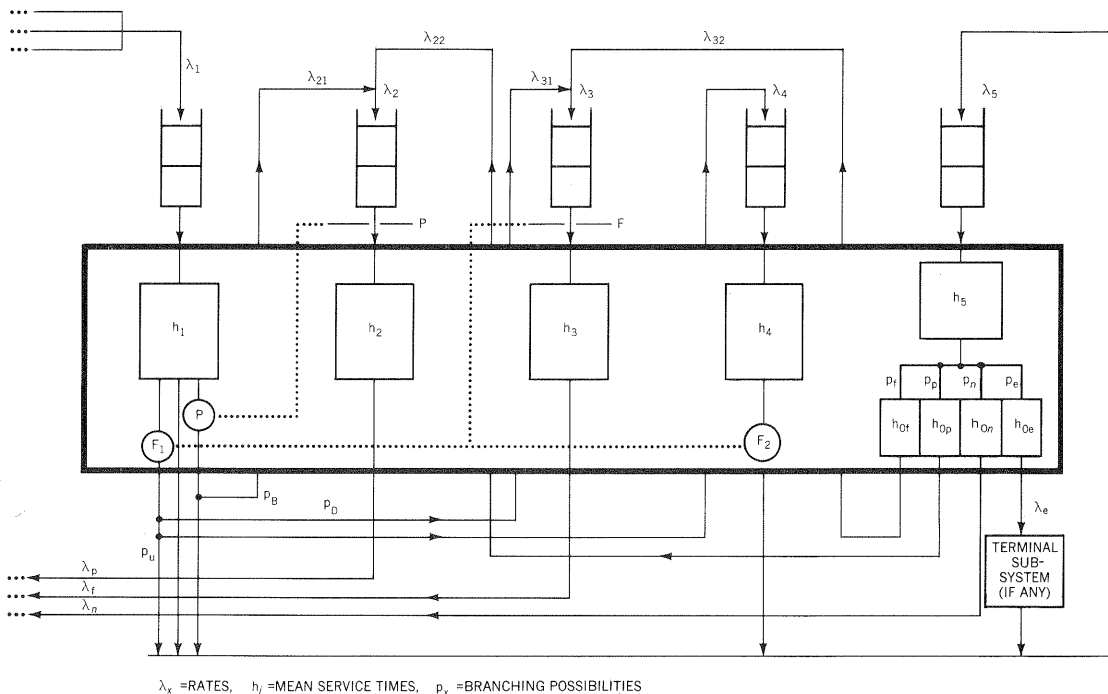 λ22
λ32
λ1
λ21
λ2
λ31
λ3
λ4
λ5
P
F
h1
h2
h3
h4
h5
pf
pp
pn
pe
h0f
h0p
h0n
h0e
P
F1
F2
pB
pD
pu
λe
λp
λf
λn
TERMINAL
SUB-
SYSTEM
(IF ANY)
λx =RATES, hi =MEAN SERVICE TIMES, px =BRANCHING POSSIBILITIES